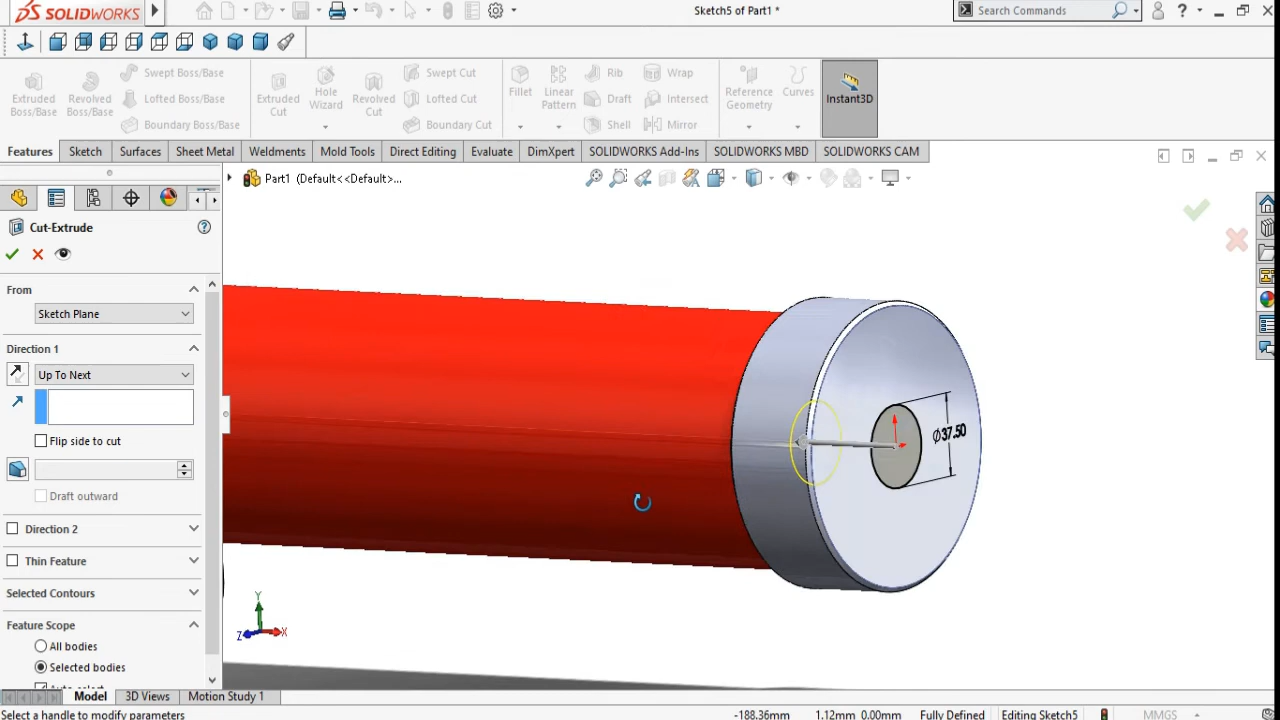 SOLIDWORKS
Sketch5 of Part1 *
Search Commands
?
Extruded Boss/Base
Revolved Boss/Base
Swept Boss/Base
Lofted Boss/Base
Boundary Boss/Base
Extruded Cut
Hole Wizard
Revolved Cut
Swept Cut
Lofted Cut
Boundary Cut
Fillet
Linear Pattern
Rib
Draft
Shell
Wrap
Intersect
Mirror
Reference Geometry
Curves
Instant3D
Features Sketch Surfaces Sheet Metal Weldments Mold Tools Direct Editing Evaluate DimXpert SOLIDWORKS Add-Ins SOLIDWORKS MBD SOLIDWORKS CAM
Part1 (Default<<Default>...
Cut-Extrude
From
Sketch Plane
Direction 1
Up To Next
Flip side to cut
Draft outward
Direction 2
Thin Feature
Selected Contours
Feature Scope
All bodies
Selected bodies
Auto-select
Ø37.50
Y
Z
X
Model 3D Views Motion Study 1
Select a handle to modify parameters
-188.36mm 1.12mm 0.00mm Fully Defined Editing Sketch5 MMGS